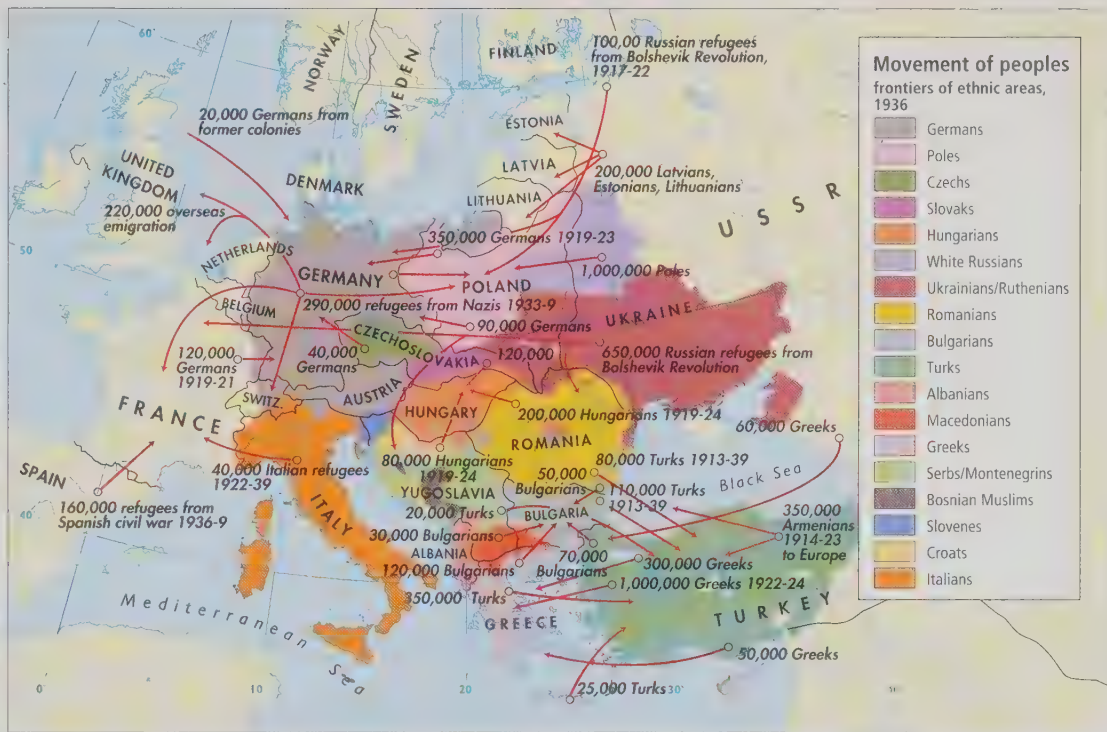 60°
NORWAY
SWEDEN
FINLAND
100,00 Russian refugees
from Bolshevik Revolution,
1917-22
20,000 Germans from
former colonies
ESTONIA
UNITED
KINGDOM
DENMARK
LATVIA
200,000 Latvians,
Estonians, Lithuanians
LITHUANIA
USSR
220,000 overseas
emigration
50
NETHERLANDS
350,000 Germans 1919-23
GERMANY
POLAND
1,000,000 Poles
BELGIUM
290,000 refugees from Nazis 1933-9
UKRAINE
90,000 Germans
CZECHOSLOVAKIA
120,000
Germans
1919-21
40,000
Germans
120,000
650,000 Russian refugees from
Bolshevik Revolution
SWITZ
AUSTRIA
FRANCE
HUNGARY
200,000 Hungarians 1919-24
ROMANIA
60,000 Greeks
SPAIN
40,000 Italian refugees
1922-39
80,000 Hungarians
1919-24
80,000 Turks 1913-39
Black Sea
50,000
Bulgarians
110,000 Turks
1913-39
YUGOSLAVIA
160,000 refugees from
Spanish civil war 1936-9
ITALY
20,000 Turks
BULGARIA
350,000
Armenians
1914-23
to Europe
40
30,000 Bulgarians
ALBANIA
120,000 Bulgarians
70,000
Bulgarians
300,000 Greeks
350,000 Turks
1,000,000 Greeks 1922-24
Mediterranean Sea
GREECE
TURKEY
50,000 Greeks
25,000 Turks
0°
10
20
30
Movement of peoples
frontiers of ethnic areas,
1936
Germans
Poles
Czechs
Slovaks
Hungarians
White Russians
Ukrainians/Ruthenians
Romanians
Bulgarians
Turks
Albanians
Macedonians
Greeks
Serbs/Montenegrins
Bosnian Muslims
Slovenes
Croats
Italians